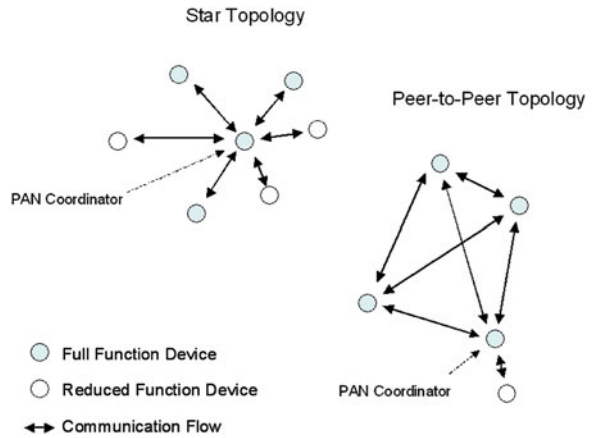 Star Topology
Peer-to-Peer Topology
PAN Coordinator
Full Function Device
Reduced Function Device
Communication Flow
PAN Coordinator